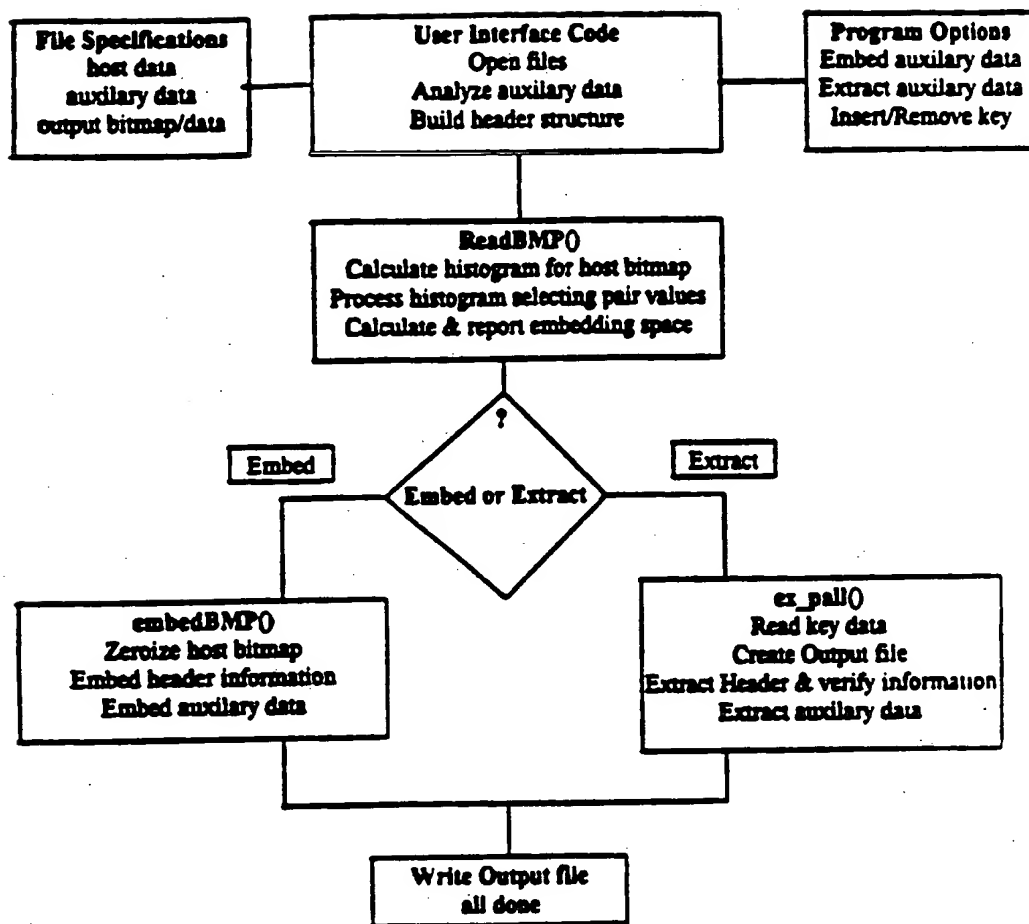 File Specifications
host data
auxilary data
output bitmap/data
User Interface Code
Open files
Analyze auxilary data
Build header structure
Program Options
Embed auxilary data
Extract auxilary data
Insert/Remove key
ReadBMP()
Calculate histogram for host bitmap
Process histogram selecting pair values
Calculate & report embedding space
?
Embed
Extract
Embed or Extract
embedBMP()
Zeroize host bitmap
Embed header information
Embed auxilary data
ex_pall()
Read key data
Create Output file
Extract Header & verify information
Extract auxilary data
Write Output file
all done